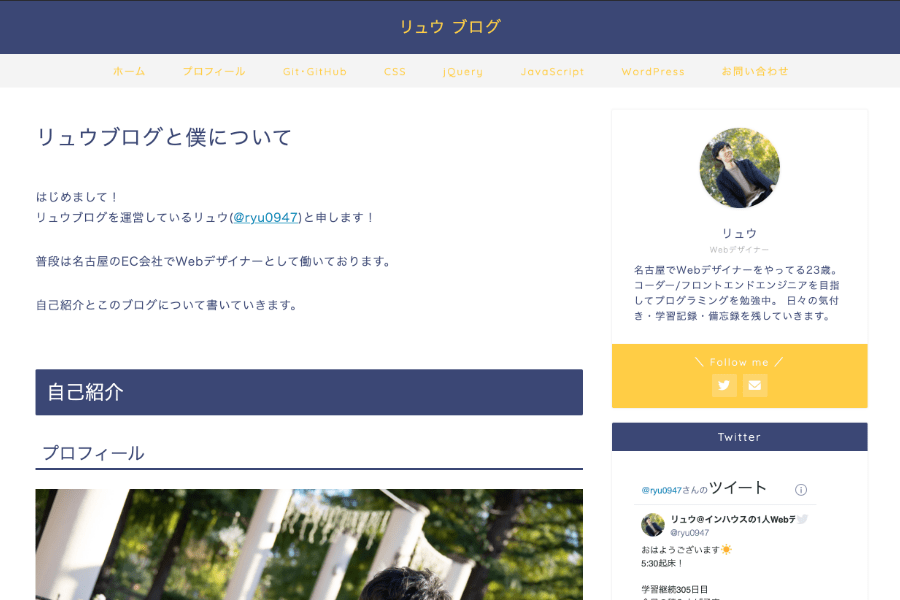 リュウ ブログ
ホーム プロフィール Git・GitHub CSS jQuery JavaScript WordPress お問い合わせ
リュウブログと僕について
はじめまして！
リュウブログを運営しているリュウ(@ryu0947)と申します！
普段は名古屋のEC会社でWebデザイナーとして働いております。
自己紹介とこのブログについて書いていきます。
自己紹介
プロフィール
リュウ
Webデザイナー
名古屋でWebデザイナーをやってる23歳。
コーダー/フロントエンドエンジニアを目指
してプログラミングを勉強中。 日々の気付
き・学習記録・備忘録を残していきます。
＼ Follow me ／
Twitter
@ryu0947さんのツイート
リュウ@インハウスの1人Webデ
@ryu0947
おはようございます☀️
5:30起床！
学習継続305日目